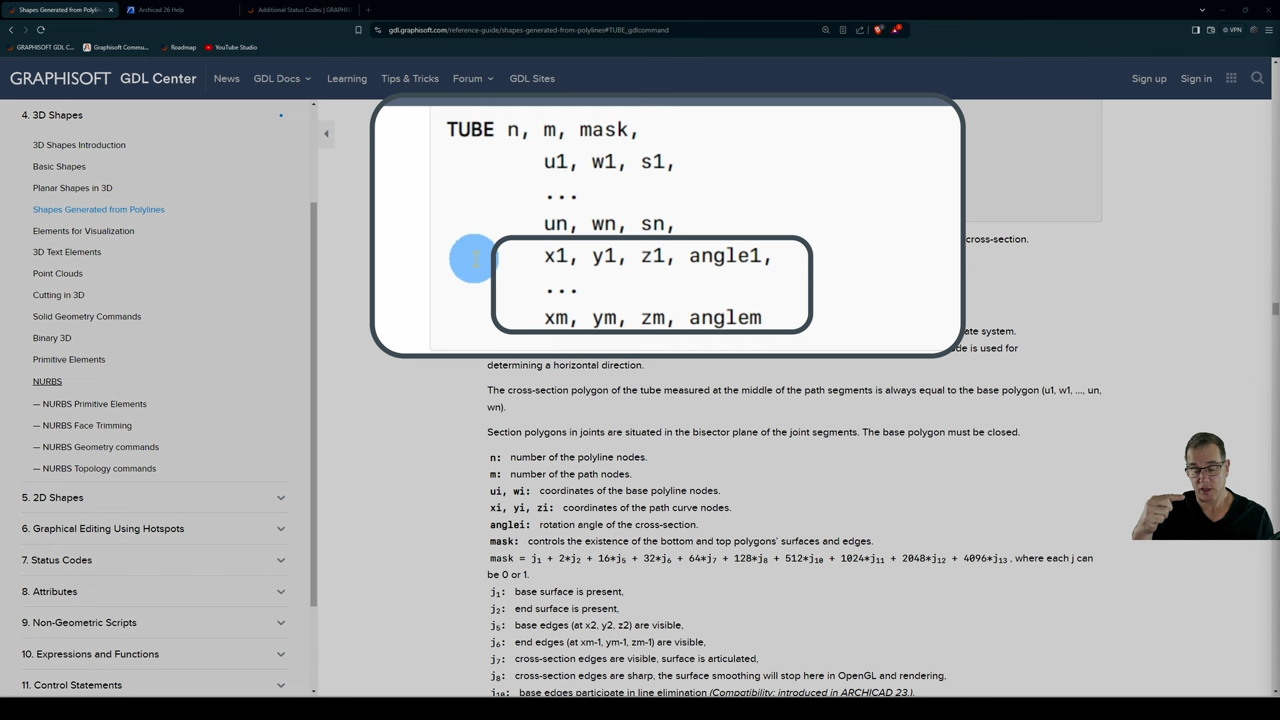 Shapes Generated from Polylin
Archicad 26 Help
Additional Status Codes | GRAPHIS
gdl.graphisoft.com/reference-guide/shapes-generated-from-polylines#TUBE_gdlcommand
VPN
GRAPHISOFT GDL C...
Graphisoft Commu...
Roadmap
YouTube Studio
GRAPHISOFT GDL Center
News
GDL Docs
Learning
Tips & Tricks
Forum
GDL Sites
Sign up
Sign in
4. 3D Shapes
3D Shapes Introduction
Basic Shapes
Planar Shapes in 3D
Shapes Generated from Polylines
Elements for Visualization
3D Text Elements
Point Clouds
Cutting in 3D
Solid Geometry Commands
Binary 3D
Primitive Elements
NURBS
— NURBS Primitive Elements
— NURBS Face Trimming
— NURBS Geometry commands
— NURBS Topology commands
5. 2D Shapes
6. Graphical Editing Using Hotspots
7. Status Codes
8. Attributes
9. Non-Geometric Scripts
10. Expressions and Functions
11. Control Statements
TUBE n, m, mask,
u1, w1, s1,
...
un, wn, sn,
x1, y1, z1, angle1,
...
xm, ym, zm, anglem
cross-section.
ate system.
ode is used for
determining a horizontal direction.
The cross-section polygon of the tube measured at the middle of the path segments is always equal to the base polygon (u1, w1, ..., un,
wn).
Section polygons in joints are situated in the bisector plane of the joint segments. The base polygon must be closed.
n: number of the polyline nodes.
m: number of the path nodes.
ui, wi: coordinates of the base polyline nodes.
xi, yi, zi: coordinates of the path curve nodes.
anglei: rotation angle of the cross-section.
mask: controls the existence of the bottom and top polygons' surfaces and edges.
mask = j1 + 2*j2 + 16*j5 + 32*j6 + 64*j7 + 128*j8 + 512*j10 + 1024*j11 + 2048*j12 + 4096*j13, where each j can
be 0 or 1.
j1: base surface is present,
j2: end surface is present,
j5: base edges (at x2, y2, z2) are visible,
j6: end edges (at xm-1, ym-1, zm-1) are visible,
j7: cross-section edges are visible, surface is articulated,
j8: cross-section edges are sharp, the surface smoothing will stop here in OpenGL and rendering,
j10: base edges participate in line elimination (Compatibility: introduced in ARCHICAD 23.),